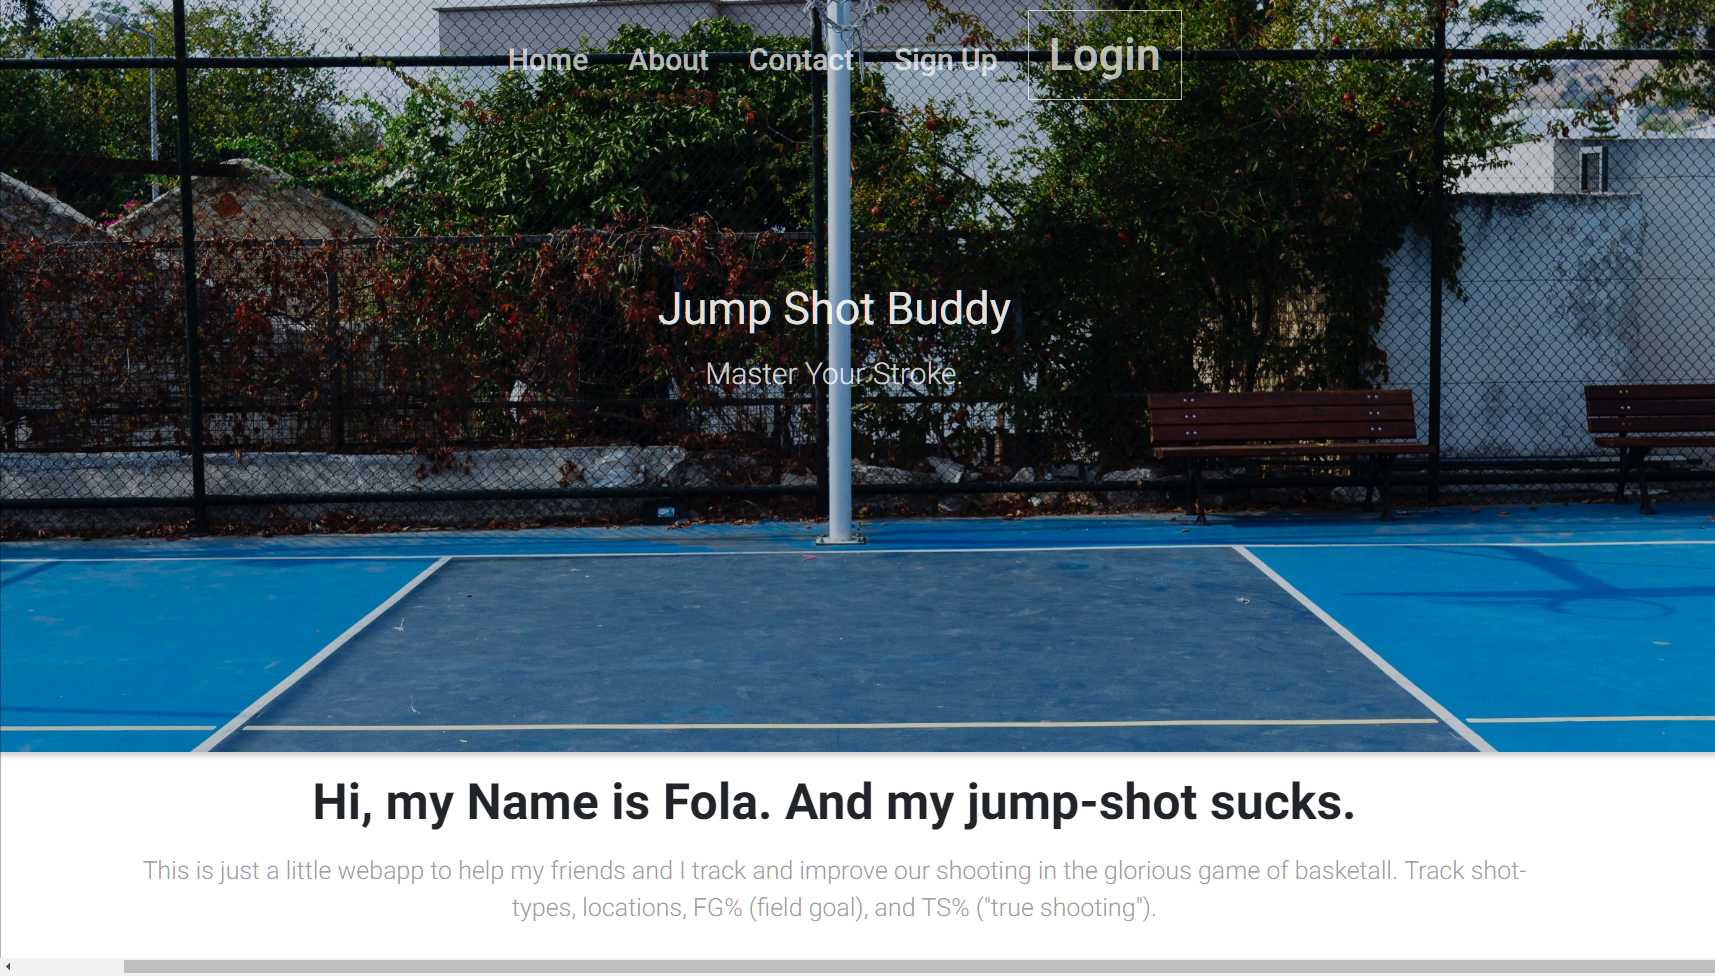 Home About Contact Sign Up Login
Jump Shot Buddy
Master Your Stroke.
Hi, my Name is Fola. And my jump-shot sucks.
This is just a little webapp to help my friends and I track and improve our shooting in the glorious game of basketall. Track shot-
types, locations, FG% (field goal), and TS% ("true shooting").